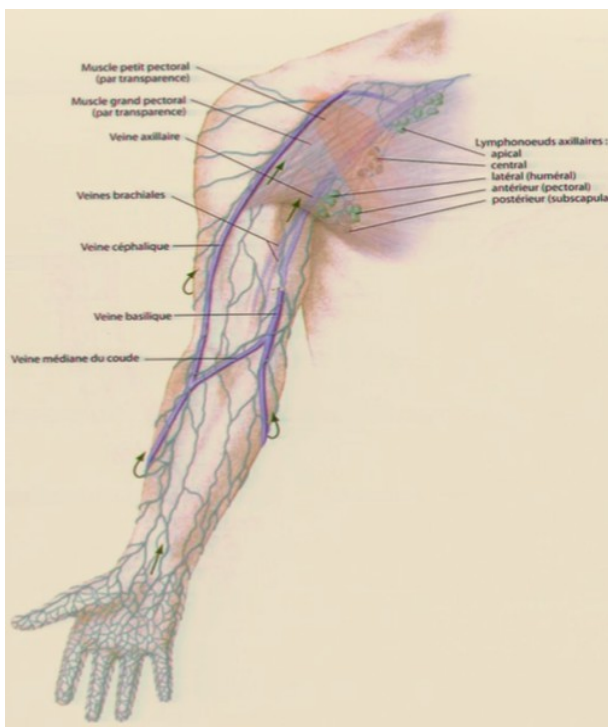 Muscle petit pectoral
(par transparence)
Muscle grand pectoral
(par transparence)
Veine axillaire
Veines brachiales
Veine céphalique
Veine basilique
Veine médiane du coude
Lymphonoeuds axillaires :
apical
central
latéral (huméral)
antérieur (pectoral)
postérieur (subscapula